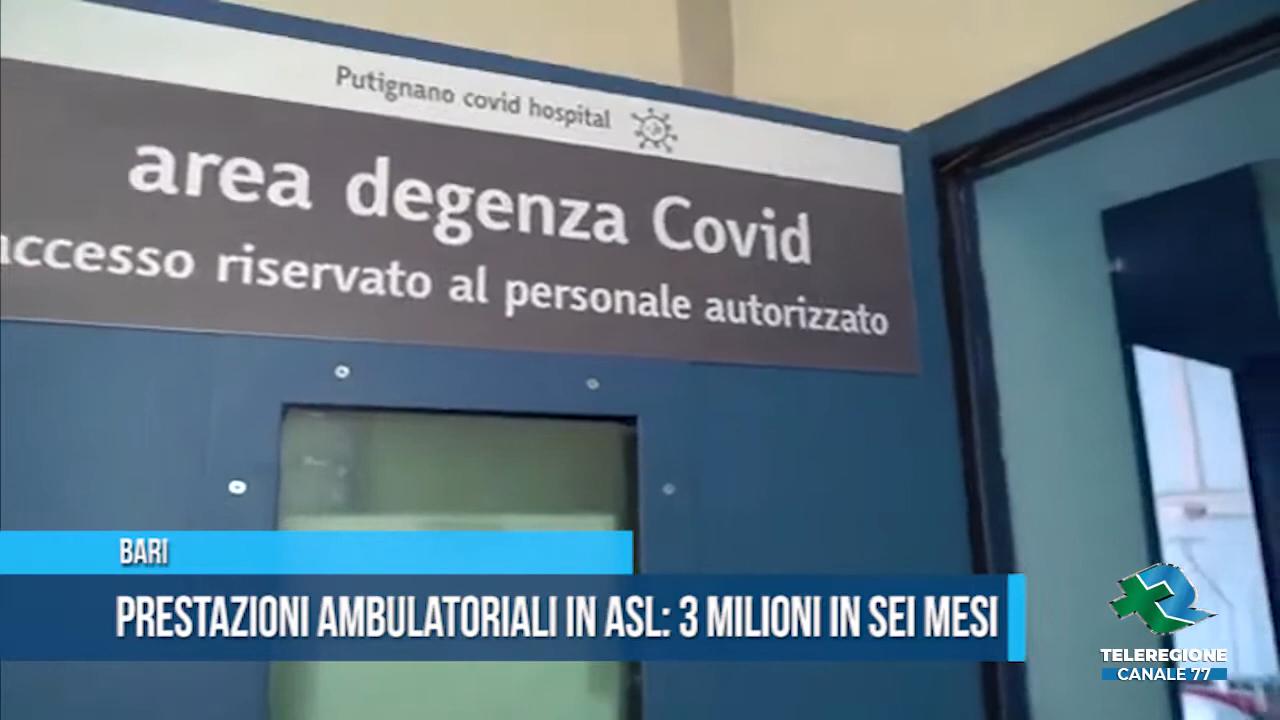 Putignano covid hospital
area degenza Covid
accesso riservato al personale autorizzato
BARI
PRESTAZIONI AMBULATORIALI IN ASL: 3 MILIONI IN SEI MESI
TELEREGIONE
CANALE 77